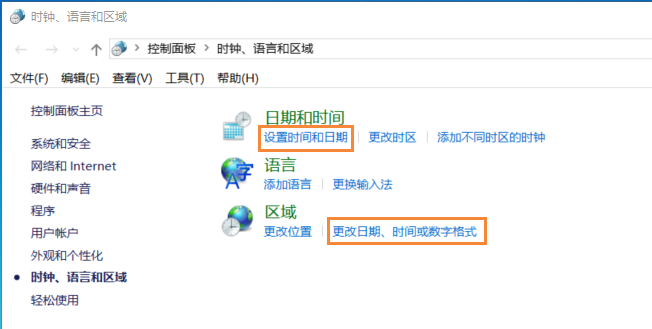 时钟、语言和区域
控制面板 > 时钟、语言和区域
文件(F) 编辑(E) 查看(V) 工具(T) 帮助(H)
控制面板主页
系统和安全
网络和 Internet
硬件和声音
程序
用户帐户
外观和个性化
时钟、语言和区域
轻松使用
日期和时间
设置时间和日期 更改时区 添加不同时区的时钟
语言
添加语言 更换输入法
区域
更改位置 更改日期、时间或数字格式